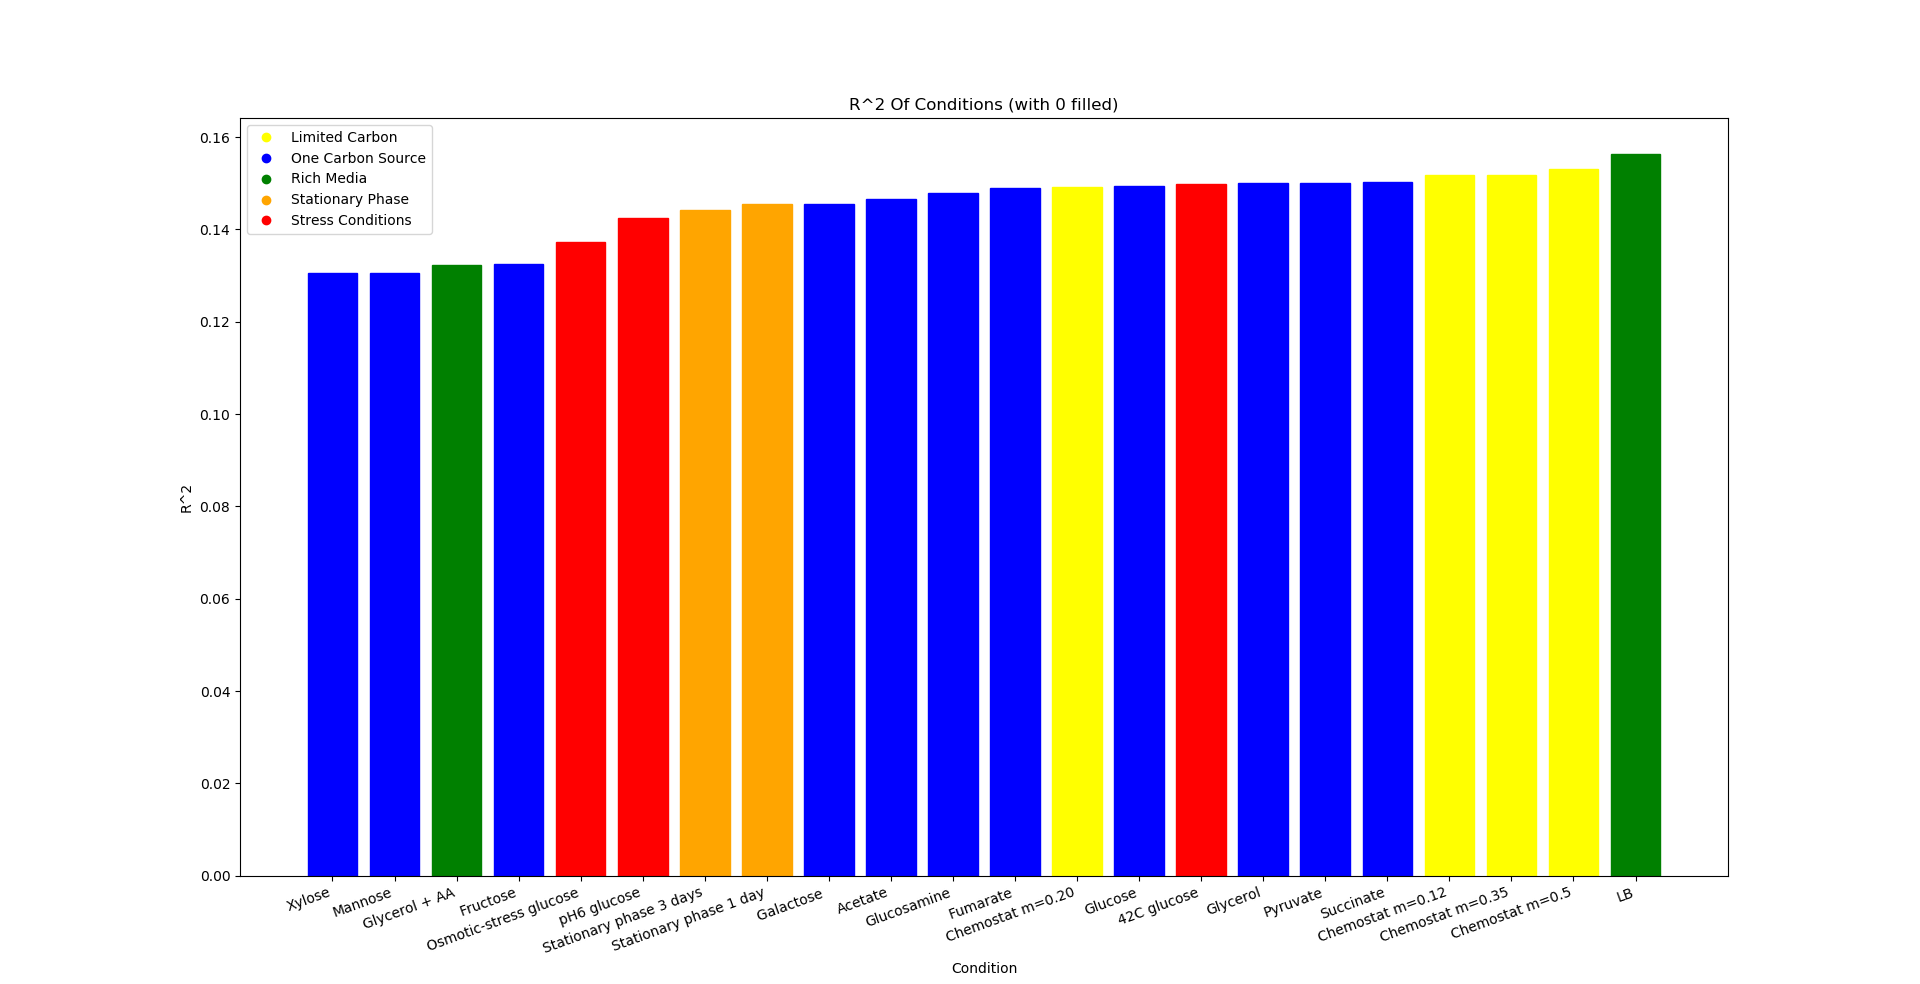 R^2 Of Conditions (with 0 filled)
Limited Carbon
One Carbon Source
Rich Media
Stationary Phase
Stress Conditions
0.16
0.14
0.12
0.10
0.08
0.06
0.04
0.02
0.00
R^2
Xylose
Mannose
Glycerol + AA
Fructose
Osmotic-stress glucose
pH6 glucose
Stationary phase 3 days
Stationary phase 1 day
Galactose
Acetate
Glucosamine
Fumarate
Chemostat m=0.20
Glucose
42C glucose
Glycerol
Pyruvate
Succinate
Chemostat m=0.12
Chemostat m=0.35
Chemostat m=0.5
LB
Condition